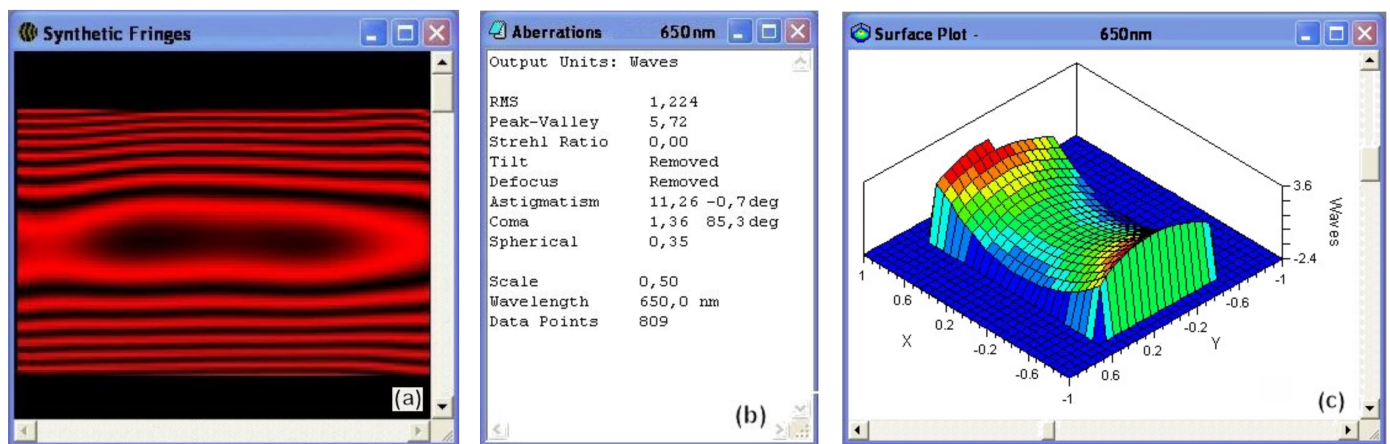 Synthetic Fringes
(a)
Aberrations 650nm
Output Units: Waves
RMS 1,224
Peak-Valley 5,72
Strehl Ratio 0,00
Tilt Removed
Defocus Removed
Astigmatism 11,26 -0,7deg
Coma 1,36 85,3deg
Spherical 0,35
Scale 0,50
Wavelength 650,0 nm
Data Points 809
(b)
Surface Plot - 650nm
3.6
Waves
-2.4
-1
-1
-0.6
-0.2
0.2
0.6
Y
1
0.6
0.2
-0.2
-0.6
-1
X
(c)